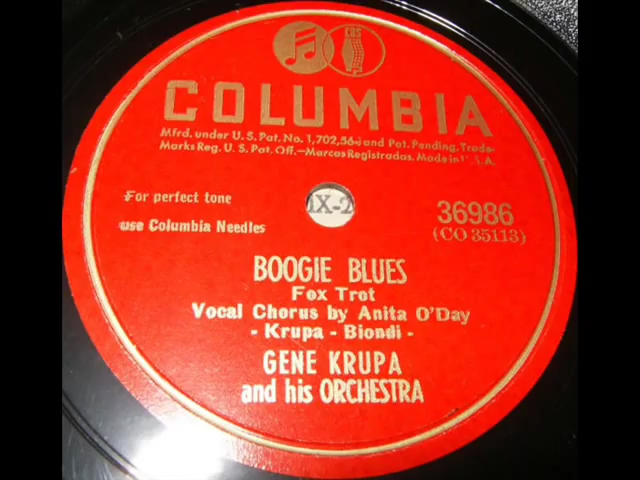 CBS
COLUMBIA
Mfrd. under U.S. Pat. No. 1,702,564 and Pat. Pending. Trade-
Marks Reg. U.S. Pat. Off.—Marcas Registradas. Made in U.S.A.
For perfect tone
use Columbia Needles
1X-2
36986
(CO 35113)
BOOGIE BLUES
Fox Trot
Vocal Chorus by Anita O'Day
- Krupa - Biondi -
GENE KRUPA
and his ORCHESTRA